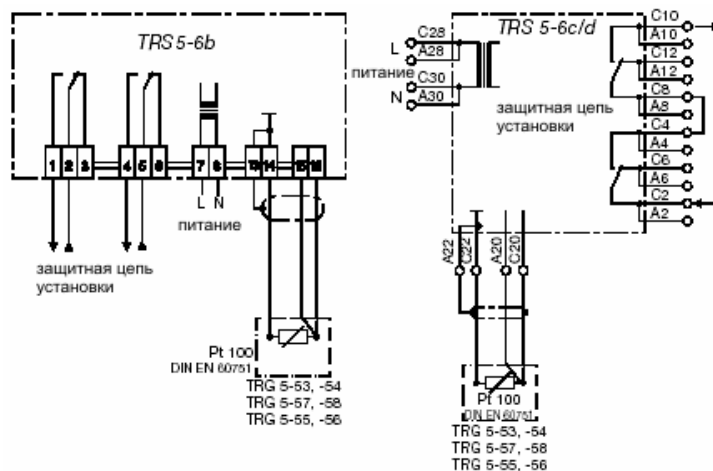 TRS 5-6b
1 2 3 4 5 6 7 8 13 14 15 16
L N
питание
защитная цепь
установки
Pt 100
DIN EN 60751
TRG 5-53, -54
TRG 5-57, -58
TRG 5-55, -56
TRS 5-6c/d
C28
L A28
питание
C30
N A30
защитная цепь
установки
C10
A10
C12
A12
C8
A8
C4
A4
C6
A6
C2
A2
A22 C22 A20 C20
Pt 100
DIN EN 60751
TRG 5-53, -54
TRG 5-57, -58
TRG 5-55, -56